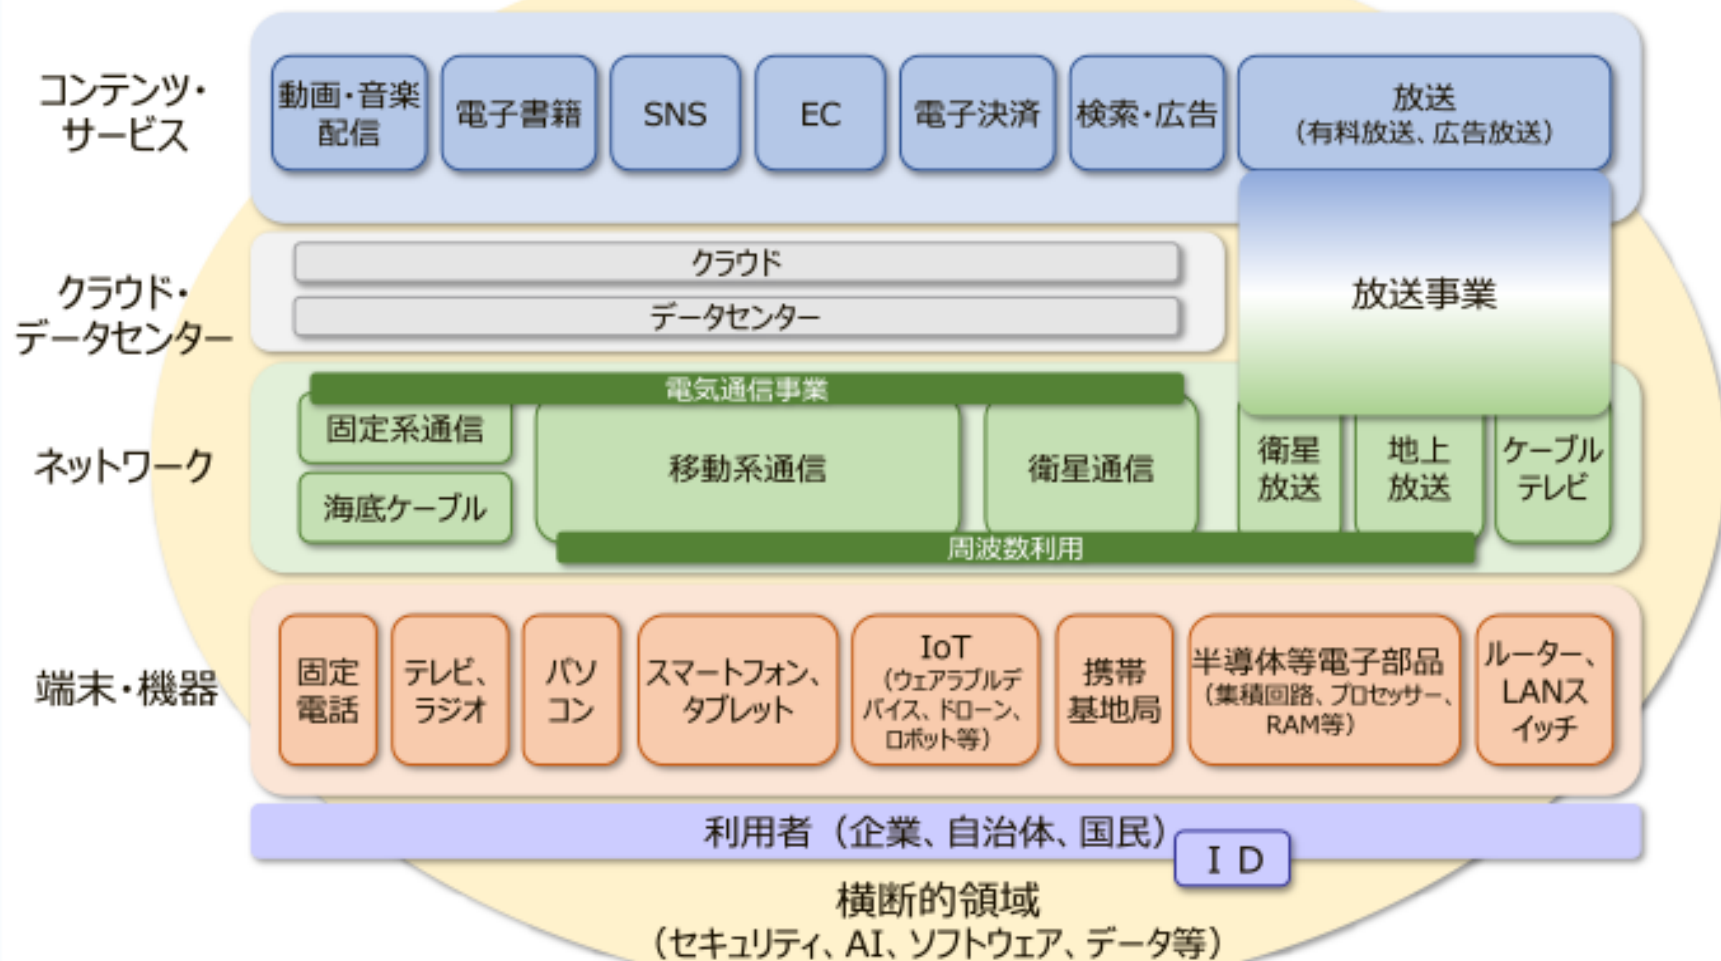 コンテンツ・
サービス
動画・音楽
配信
電子書籍
SNS
EC
電子決済
検索・広告
放送
（有料放送、広告放送）
クラウド・
データセンター
クラウド
データセンター
放送事業
ネットワーク
電気通信事業
固定系通信
海底ケーブル
移動系通信
衛星通信
衛星
放送
地上
放送
ケーブル
テレビ
周波数利用
端末・機器
固定
電話
テレビ、
ラジオ
パソ
コン
スマートフォン、
タブレット
IoT
（ウェアラブルデ
バイス、ドローン、
ロボット等）
携帯
基地局
半導体等電子部品
（集積回路、プロセッサー、
RAM等）
ルーター、
LANス
イッチ
利用者（企業、自治体、国民）
ＩＤ
横断的領域
（セキュリティ、AI、ソフトウェア、データ等）